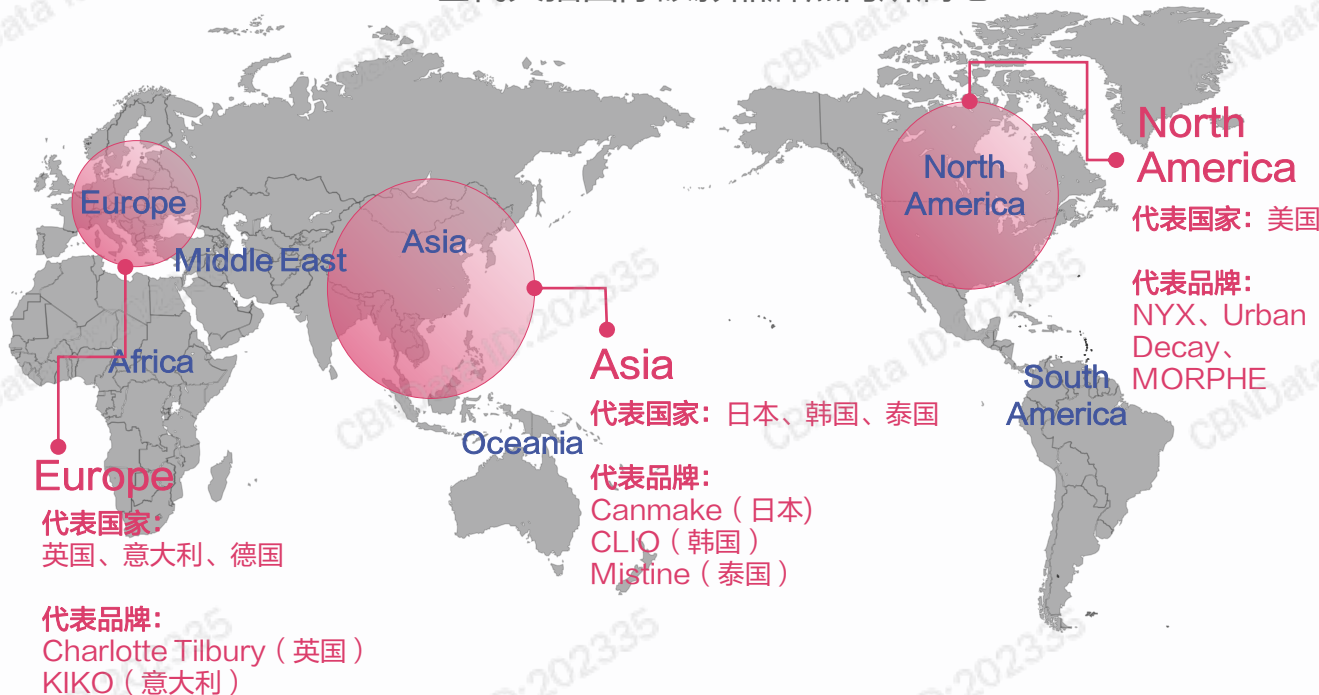 North
America
代表国家：美国
代表品牌：
NYX、Urban
Decay、
MORPHE
North
America
Europe
Asia
Middle East
Africa
South
America
Oceania
Asia
代表国家：日本、韩国、泰国
代表品牌：
Canmake（日本)
CLIO（韩国）
Mistine（泰国）
Europe
代表国家：
英国、意大利、德国
代表品牌：
Charlotte Tilbury（英国）
KIKO（意大利）
CBNData ID:202335